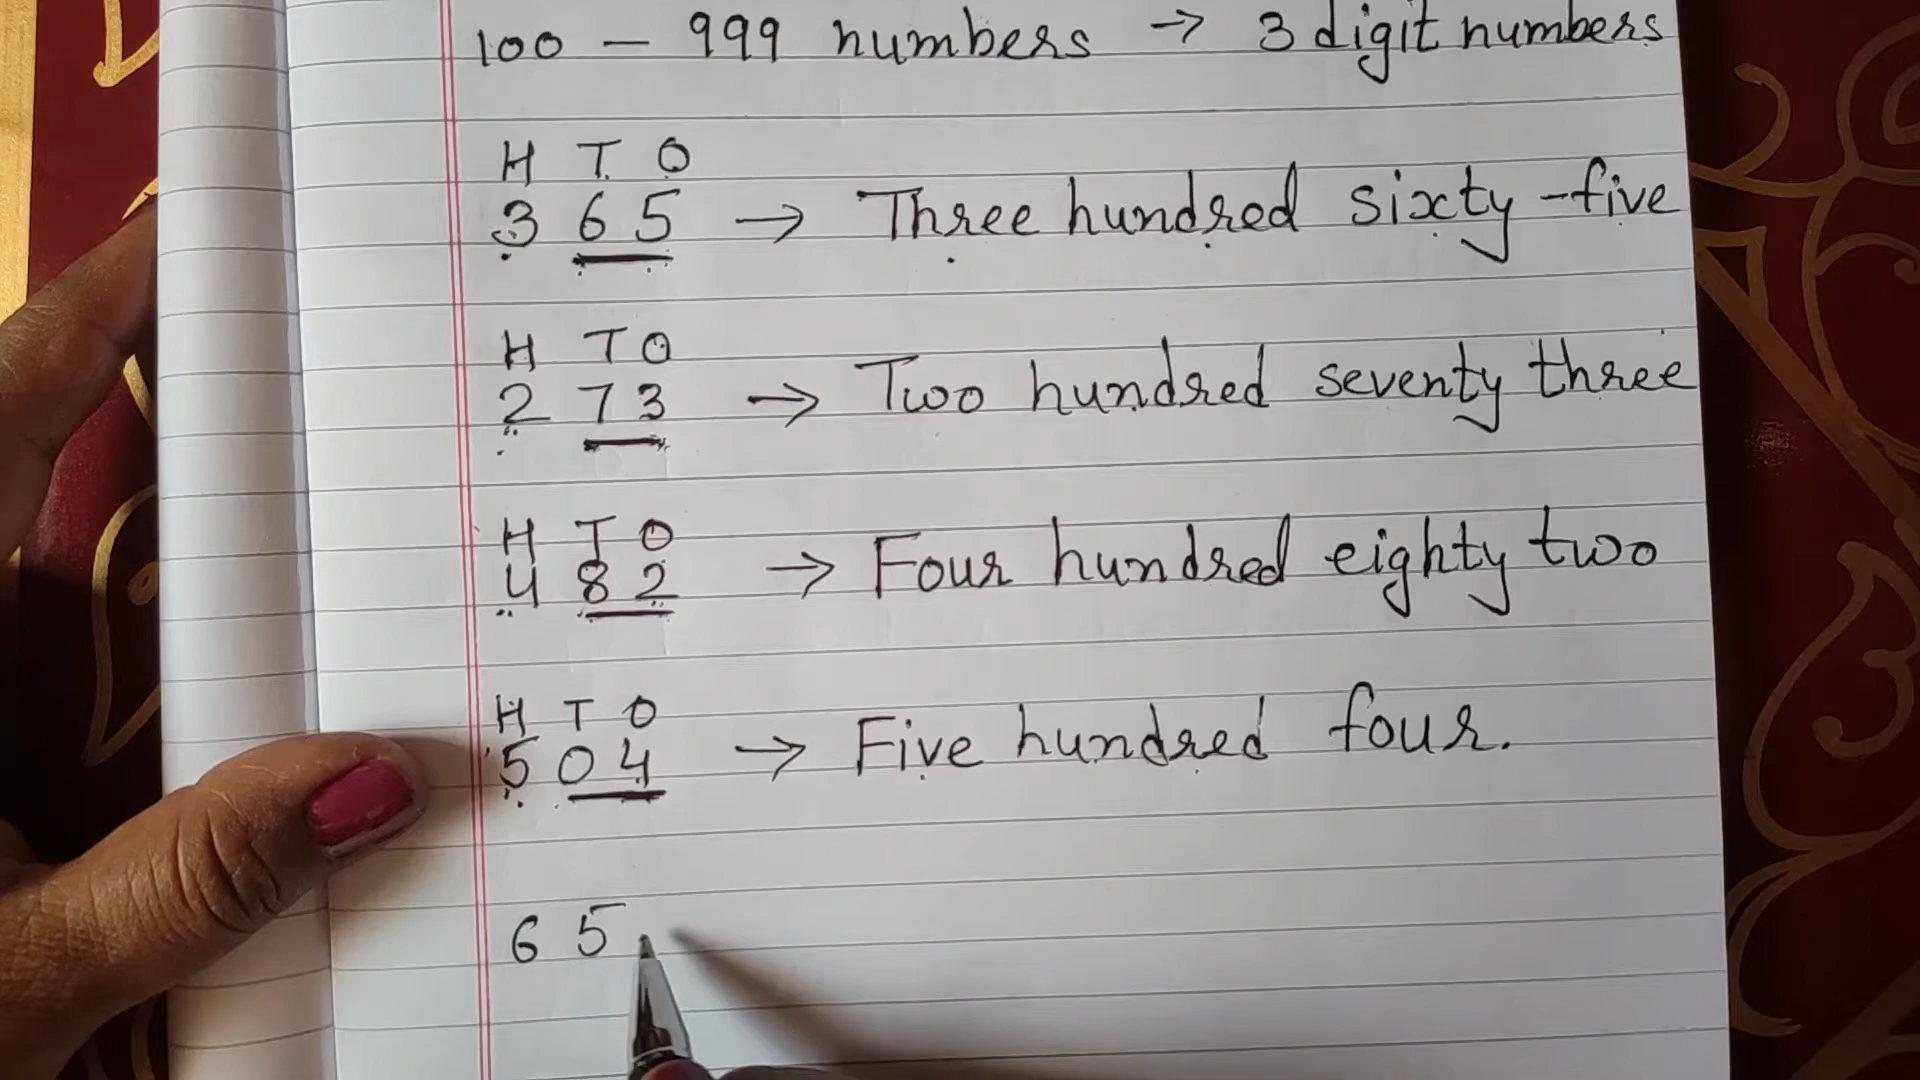 100 - 999 numbers → 3 digit numbers
H T O
3 6 5 → Three hundred sixty-five
H T O
2 7 3 → Two hundred seventy three
H T O
4 8 2 → Four hundred eighty two
H T O
5 0 4 → Five hundred four.
6 5